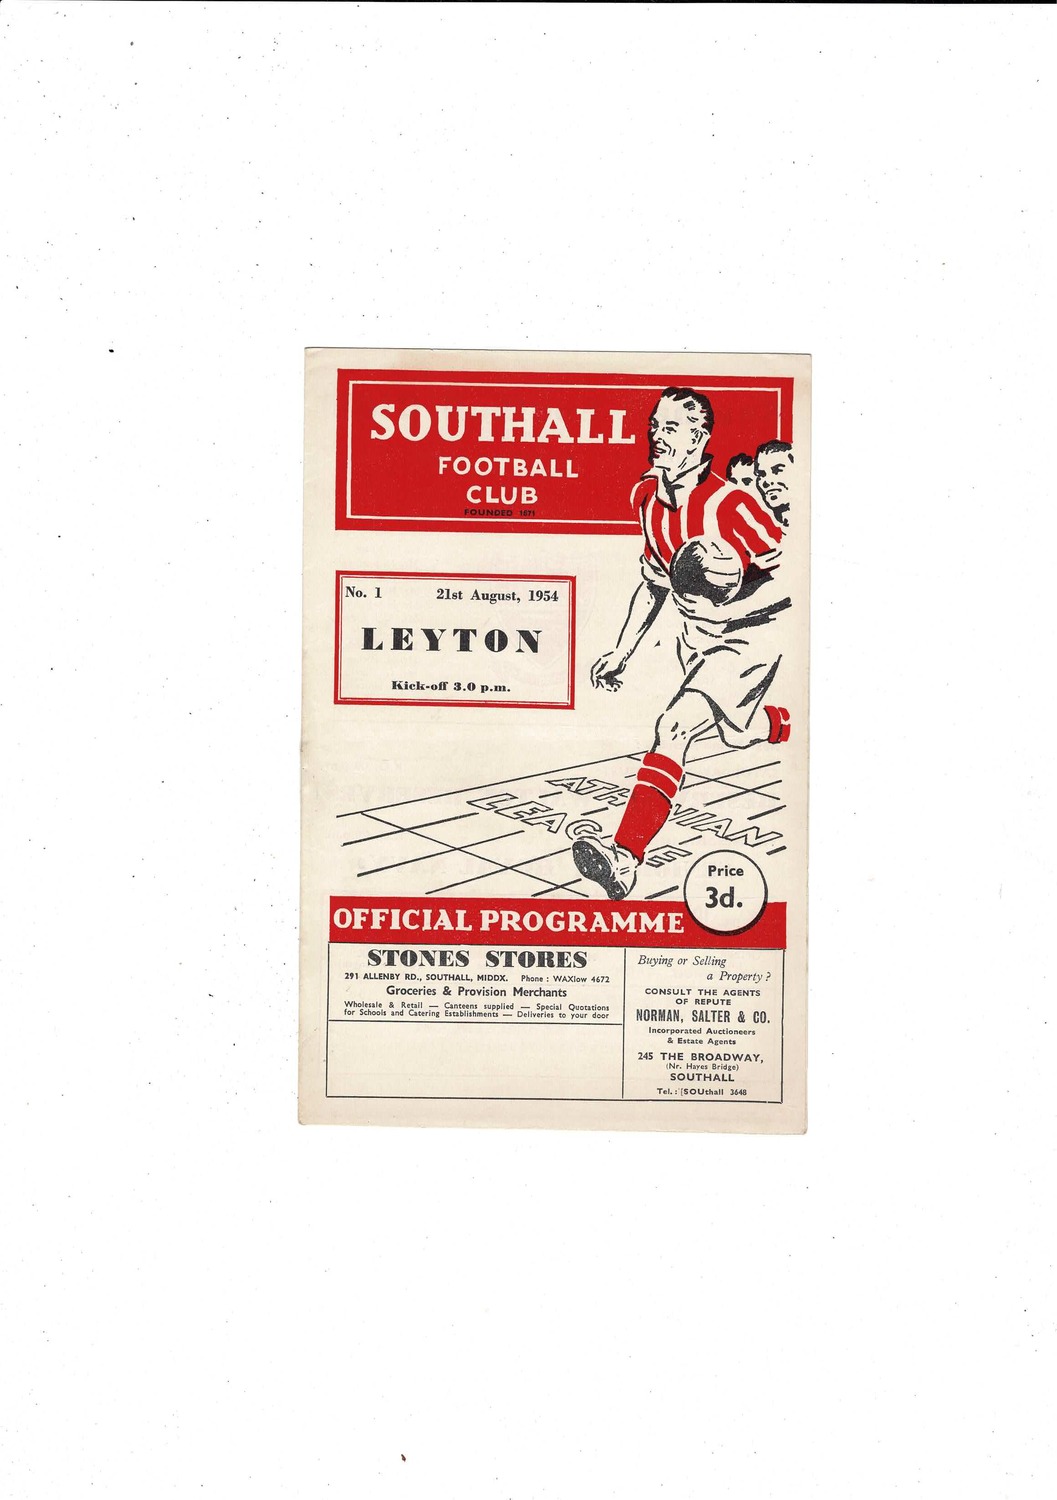 SOUTHALL
FOOTBALL
CLUB
FOUNDED 1871
No. 1 21st August, 1954
LEYTON
Kick-off 3.0 p.m.
ATHENIAN
LEAGUE
Price
3d.
OFFICIAL PROGRAMME
STONES STORES
291 ALLENBY RD., SOUTHALL, MIDDX. Phone : WAXlow 4672
Groceries & Provision Merchants
Wholesale & Retail — Canteens supplied — Special Quotations
for Schools and Catering Establishments — Deliveries to your door
Buying or Selling
a Property ?
CONSULT THE AGENTS
OF REPUTE
NORMAN, SALTER & CO.
Incorporated Auctioneers
& Estate Agents
245 THE BROADWAY,
(Nr. Hayes Bridge)
SOUTHALL
Tel. : SOUthall 3648